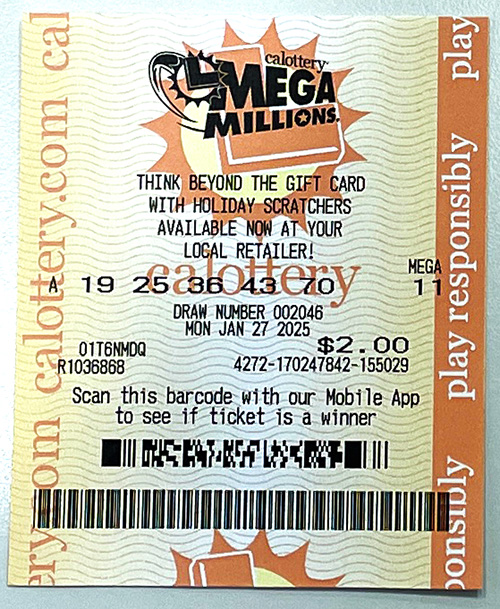 calottery
MEGA
MILLIONS
THINK BEYOND THE GIFT CARD
WITH HOLIDAY SCRATCHERS
AVAILABLE NOW AT YOUR
LOCAL RETAILER!
calottery
MEGA
A 19 25 36 43 70 11
DRAW NUMBER 002046
MON JAN 27 2025
01T6NMDQ $2.00
R1036868 4272-170247842-155029
Scan this barcode with our Mobile App
to see if ticket is a winner
cal
calottery.com
ery.com
play
play responsibly
onsibly